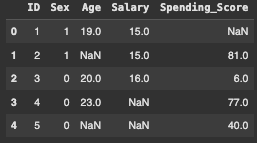 ID Sex Age Salary Spending_Score
0 1 1 19.0 15.0 NaN
1 2 1 NaN 15.0 81.0
2 3 0 20.0 16.0 6.0
3 4 0 23.0 NaN 77.0
4 5 0 NaN NaN 40.0